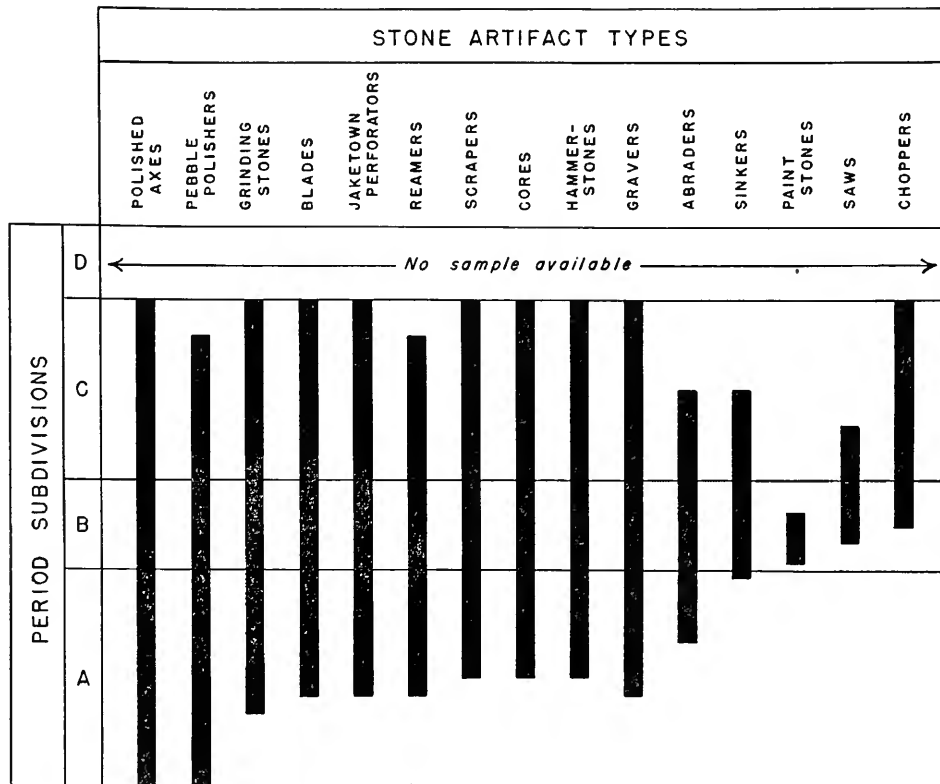 STONE ARTIFACT TYPES
POLISHED
AXES
PEBBLE
POLISHERS
GRINDING
STONES
BLADES
JAKETOWN
PERFORATORS
REAMERS
SCRAPERS
CORES
HAMMER-
STONES
GRAVERS
ABRADERS
SINKERS
PAINT
STONES
SAWS
CHOPPERS
PERIOD SUBDIVISIONS
D
No sample available
C
B
A